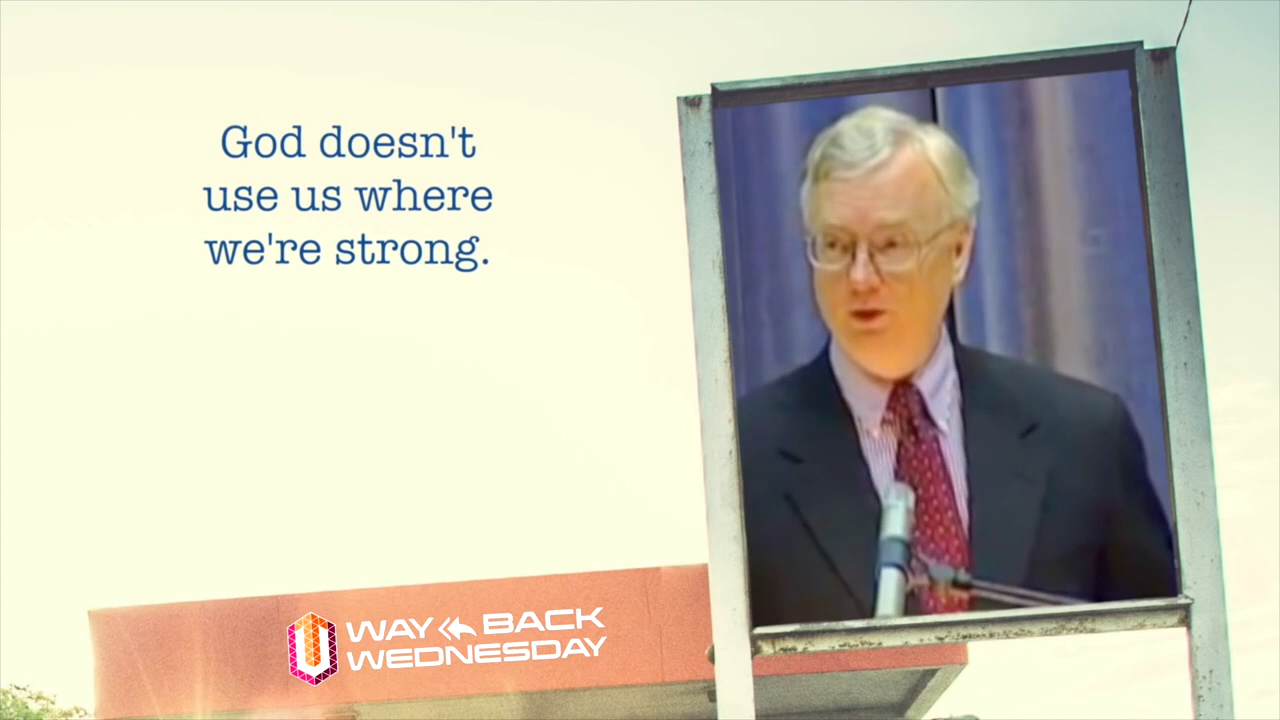 God doesn't
use us where
we're strong.
WAY BACK
WEDNESDAY